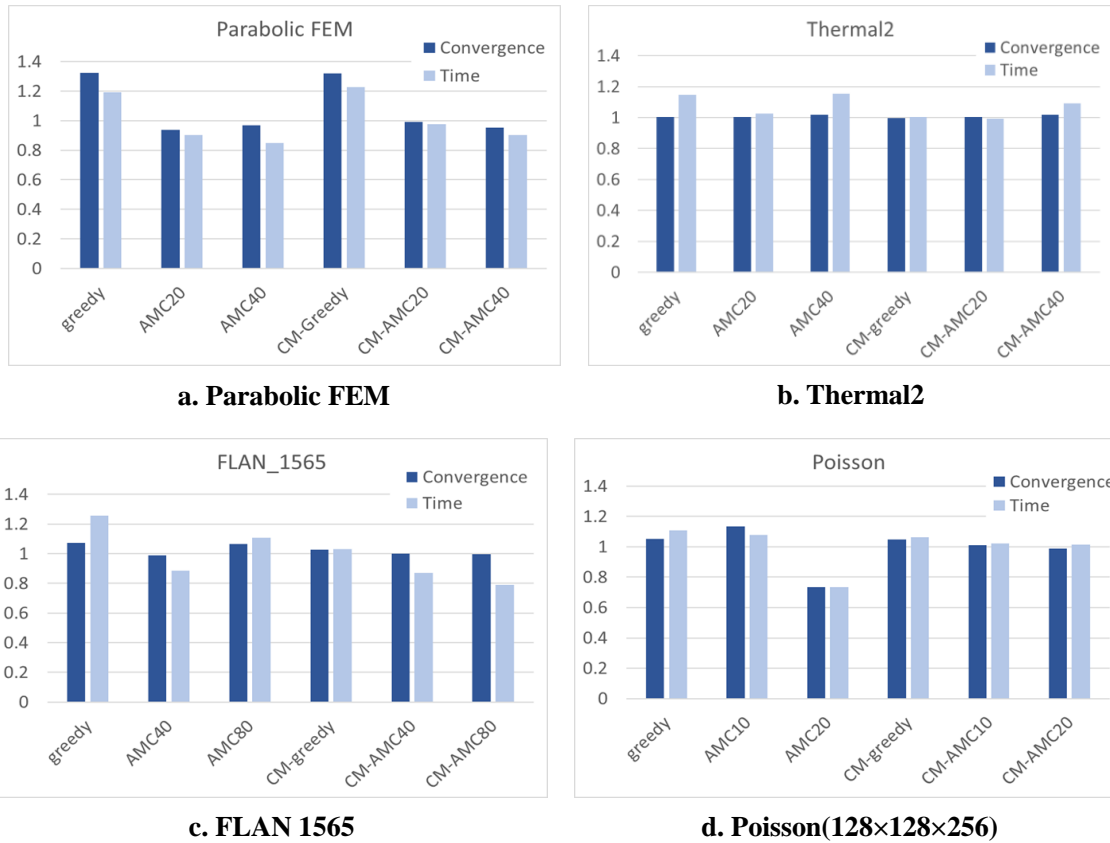 Parabolic FEM
Convergence
Time
1.4
1.2
1
0.8
0.6
0.4
0.2
0
greedy
AMC20
AMC40
CM-Greedy
CM-AMC20
CM-AMC40
a. Parabolic FEM
Thermal2
Convergence
Time
1.4
1.2
1
0.8
0.6
0.4
0.2
0
greedy
AMC20
AMC40
CM-greedy
CM-AMC20
CM-AMC40
b. Thermal2
FLAN_1565
Convergence
Time
1.4
1.2
1
0.8
0.6
0.4
0.2
0
greedy
AMC40
AMC80
CM-greedy
CM-AMC40
CM-AMC80
c. FLAN 1565
Poisson
Convergence
Time
1.4
1.2
1
0.8
0.6
0.4
0.2
0
greedy
AMC10
AMC20
CM-greedy
CM-AMC10
CM-AMC20
d. Poisson(128×128×256)